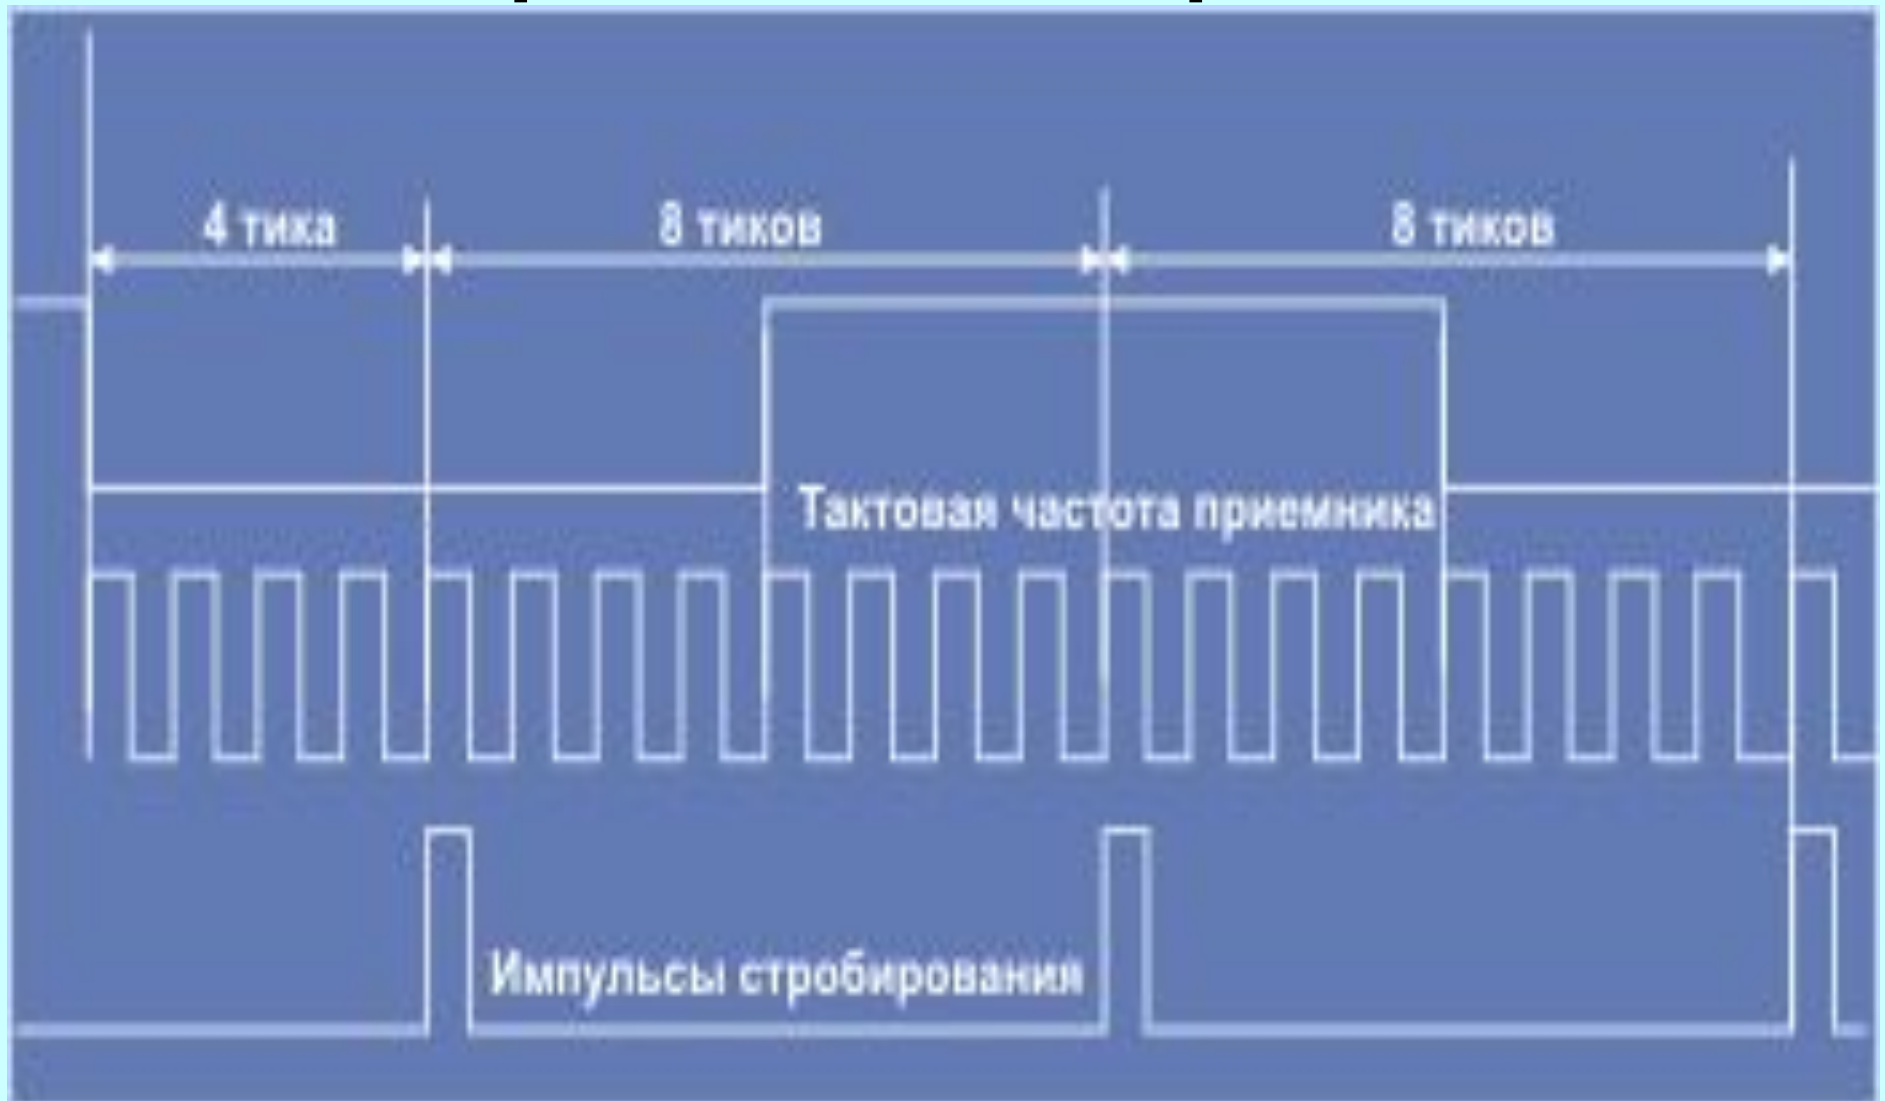 4 тика
8 тиков
8 тиков
Тактовая частота приемника
Импульсы стробирования